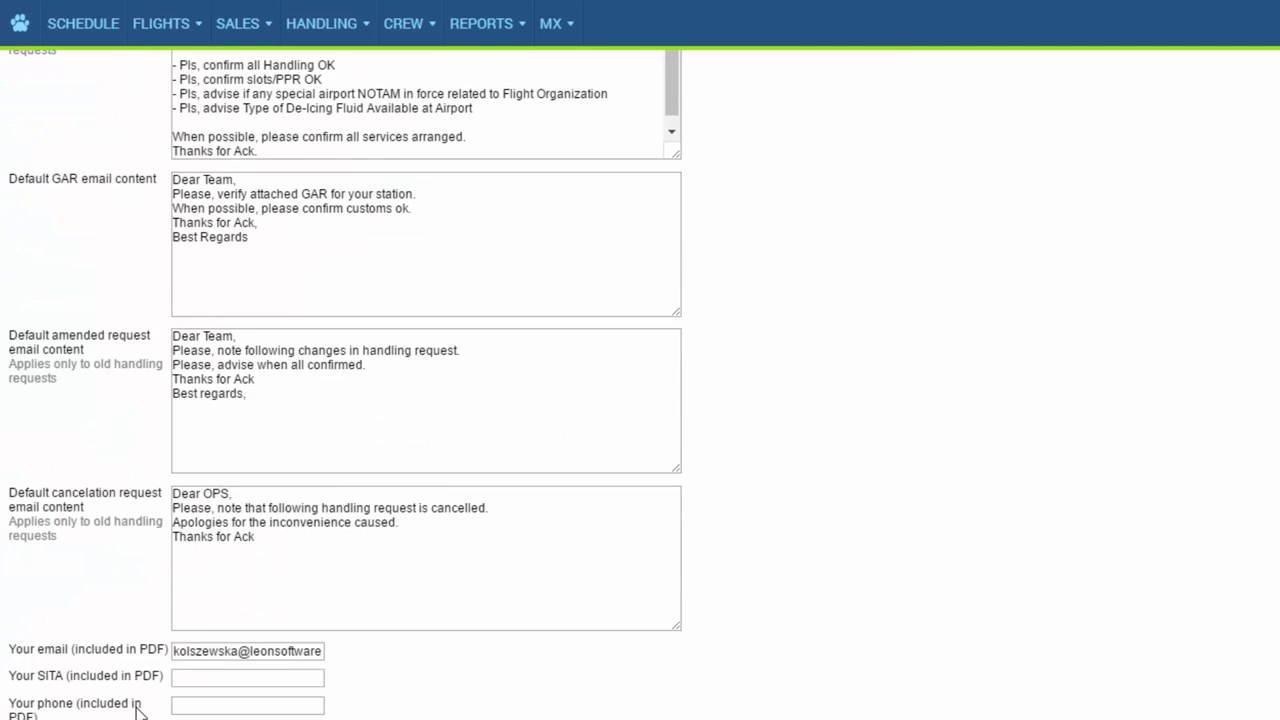 SCHEDULE FLIGHTS SALES HANDLING CREW REPORTS MX
requests
- Pls, confirm all Handling OK
- Pls, confirm slots/PPR OK
- Pls, advise if any special airport NOTAM in force related to Flight Organization
- Pls, advise Type of De-Icing Fluid Available at Airport
When possible, please confirm all services arranged.
Thanks for Ack.
Default GAR email content
Dear Team,
Please, verify attached GAR for your station.
When possible, please confirm customs ok.
Thanks for Ack,
Best Regards
Default amended request
email content
Applies only to old handling
requests
Dear Team,
Please, note following changes in handling request.
Please, advise when all confirmed.
Thanks for Ack
Best regards,
Default cancelation request
email content
Applies only to old handling
requests
Dear OPS,
Please, note that following handling request is cancelled.
Apologies for the inconvenience caused.
Thanks for Ack
Your email (included in PDF) kolszewska@leonsoftware
Your SITA (included in PDF)
Your phone (included in
PDF)